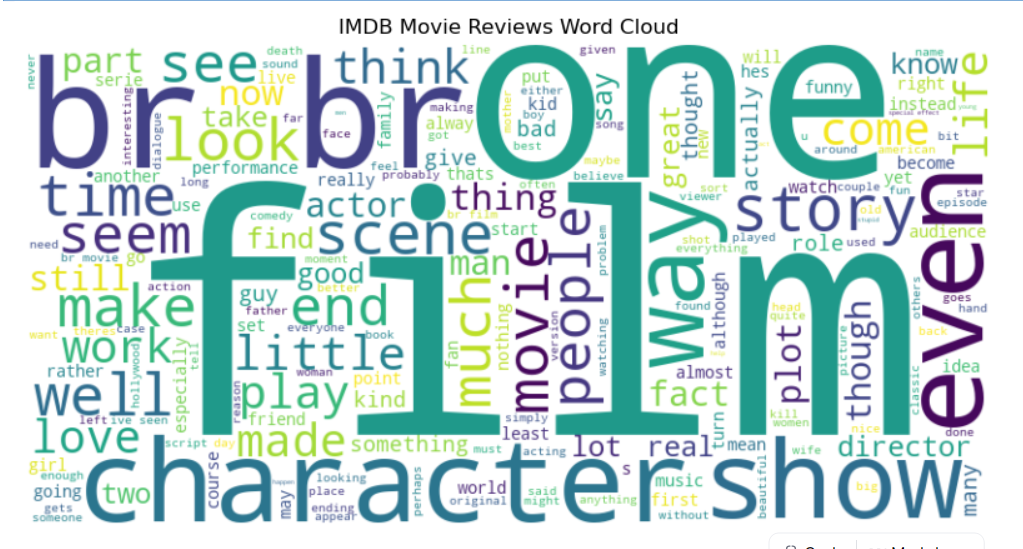 IMDB Movie Reviews Word Cloud
never part see death sound think line given one will know name
serie live now put either kid say thought hes funny right life
br br look take far face family making alway got mother boy bad best song great new actually u come instead special effect young bit
interesting dialogue performance give feel probably thats maybe believe around american become
another long really often thing sort viewer watch couple yet fun star
time use actor comedy br film start film people problem way story old stupid episode
need seem find scene shot everything played role used audience even
br movie go moment good man
still action better much nothing movie found although head quite others goes hand
make guy father end
want theres case set everyone book version watching plot though picture back
work little fan almost idea
rather hollywood especially tell woman point kind fact classic
well reason play friend simply kill women nice done
left ive seen
love script day made something must least acting lot real turn mean wife director
girl enough character show
going two course happen looking place world said might s music beautiful big many
gets someone may ending appear perhaps original anything first without